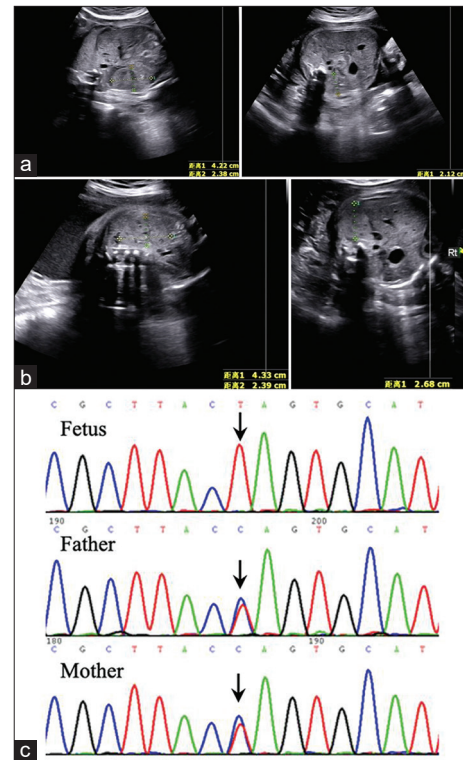 a
距离1 4.22 cm
距离2 2.38 cm
距离1 2.12 cm
b
距离1 4.33 cm
距离2 2.39 cm
Rt
距离1 2.68 cm
C G C T T A C T A G T G C A T
Fetus
190 200
C G C T T A C C A G T G C A T
Father
180 190
C G C T T A C C A G T G C A T
Mother
c